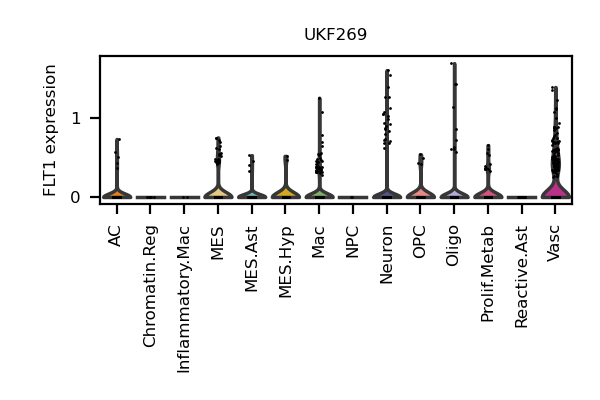 UKF269
FLT1 expression
1
0
AC
Chromatin.Reg
Inflammatory.Mac
MES
MES.Ast
MES.Hyp
Mac
NPC
Neuron
OPC
Oligo
Prolif.Metab
Reactive.Ast
Vasc